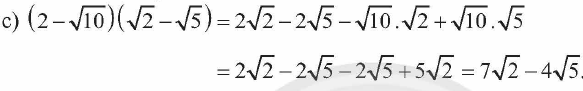 c) (2 − √10)(√2 − √5) = 2√2 − 2√5 − √10.√2 + √10.√5
= 2√2 − 2√5 − 2√5 + 5√2 = 7√2 − 4√5.